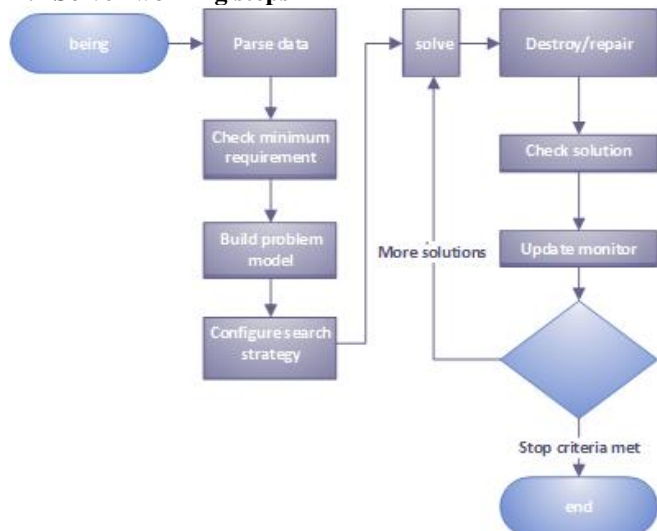 being
Parse data
Check minimum
requirement
Build problem
model
Configure search
strategy
solve
Destroy/repair
Check solution
Update monitor
More solutions
Stop criteria met
end